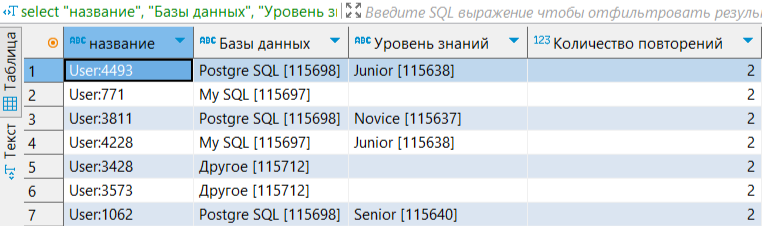 select "название", "Базы данных", "Уровень зн Введите SQL выражение чтобы отфильтровать резуль
Таблица
Текст
название Базы данных Уровень знаний 123 Количество повторений
1 User:4493 Postgre SQL [115698] Junior [115638] 2
2 User:771 My SQL [115697] 2
3 User:3811 Postgre SQL [115698] Novice [115637] 2
4 User:4228 My SQL [115697] Junior [115638] 2
5 User:3428 Другое [115712] 2
6 User:3573 Другое [115712] 2
7 User:1062 Postgre SQL [115698] Senior [115640] 2